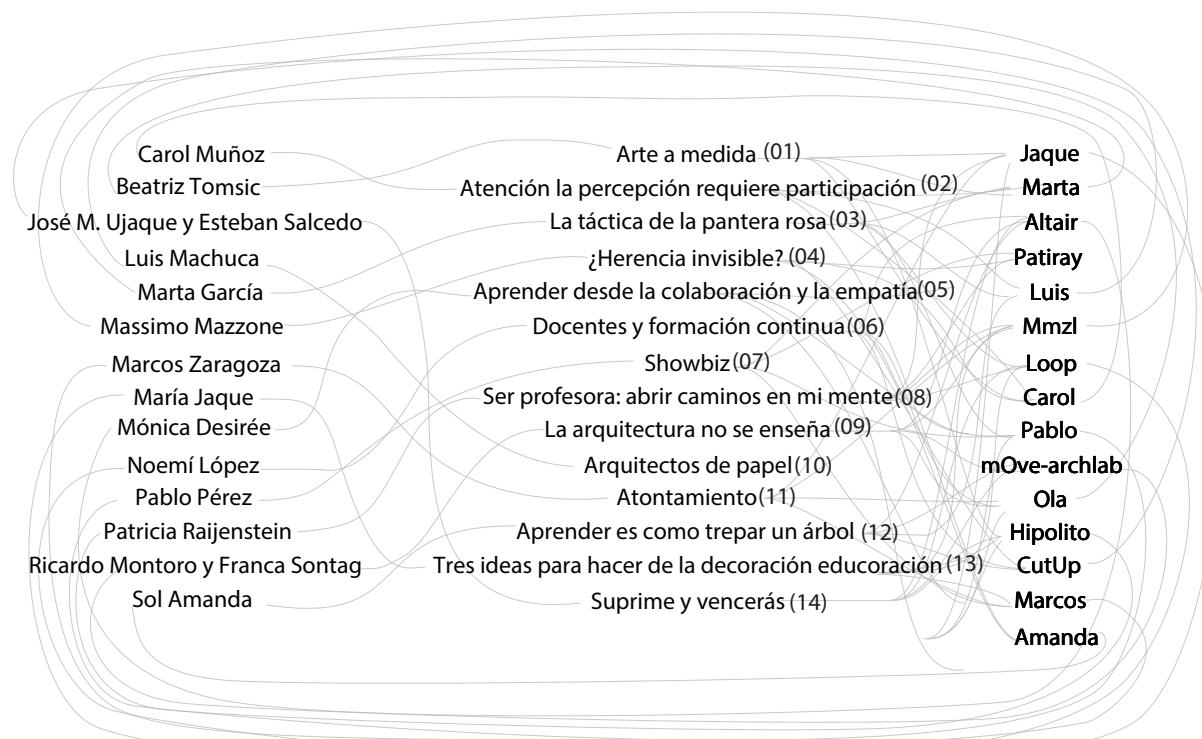 Carol Muñoz
Beatriz Tomsic
José M. Ujaque y Esteban Salcedo
Luis Machuca
Marta García
Massimo Mazzone
Marcos Zaragoza
María Jaque
Mónica Desirée
Noemí López
Pablo Pérez
Patricia Raijenstein
Ricardo Montoro y Franca Sontag
Sol Amanda
Arte a medida (01)
Atención la percepción requiere participación (02)
La táctica de la pantera rosa (03)
¿Herencia invisible? (04)
Aprender desde la colaboración y la empatía (05)
Docentes y formación continua (06)
Showbiz (07)
Ser profesora: abrir caminos en mi mente (08)
La arquitectura no se enseña (09)
Arquitectos de papel (10)
Atontamiento (11)
Aprender es como trepar un árbol (12)
Tres ideas para hacer de la decoración educoración (13)
Suprime y vencerás (14)
Jaque
Marta
Altair
Patiray
Luis
Mmzl
Loop
Carol
Pablo
mOve-archlab
Ola
Hipolito
CutUp
Marcos
Amanda